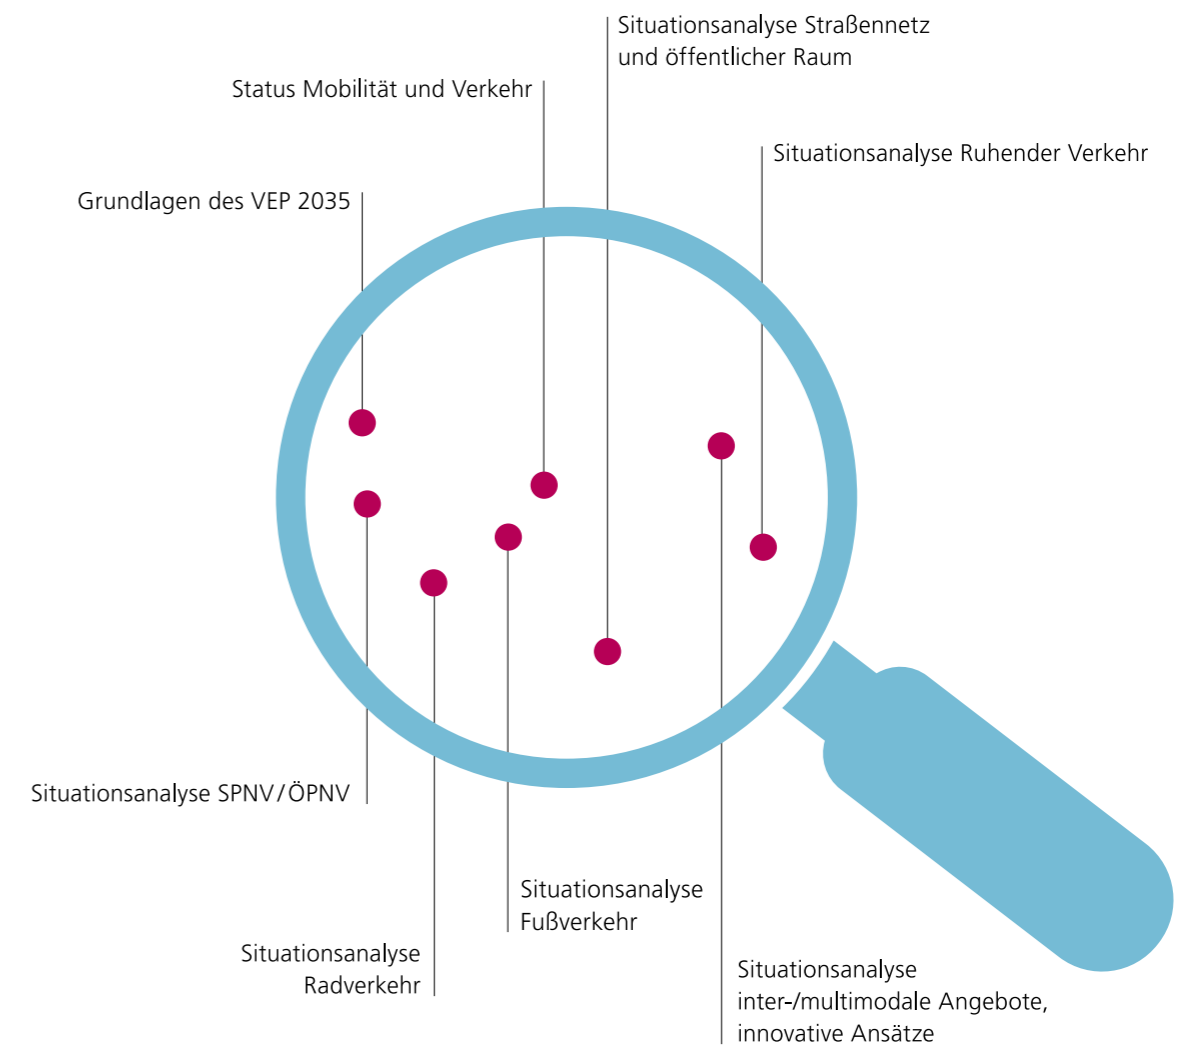 Situationsanalyse Straßennetz
und öffentlicher Raum
Status Mobilität und Verkehr
Situationsanalyse Ruhender Verkehr
Grundlagen des VEP 2035
Situationsanalyse SPNV/ÖPNV
Situationsanalyse
Fußverkehr
Situationsanalyse
Radverkehr
Situationsanalyse
inter-/multimodale Angebote,
innovative Ansätze